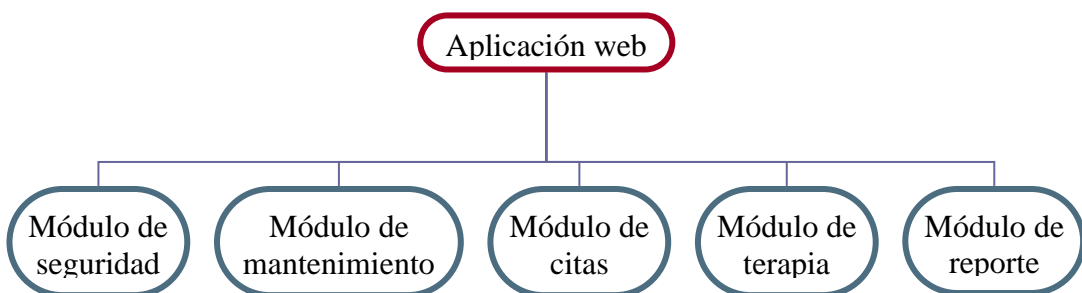 Aplicación web
Módulo de
seguridad
Módulo de
mantenimiento
Módulo de
citas
Módulo de
terapia
Módulo de
reporte